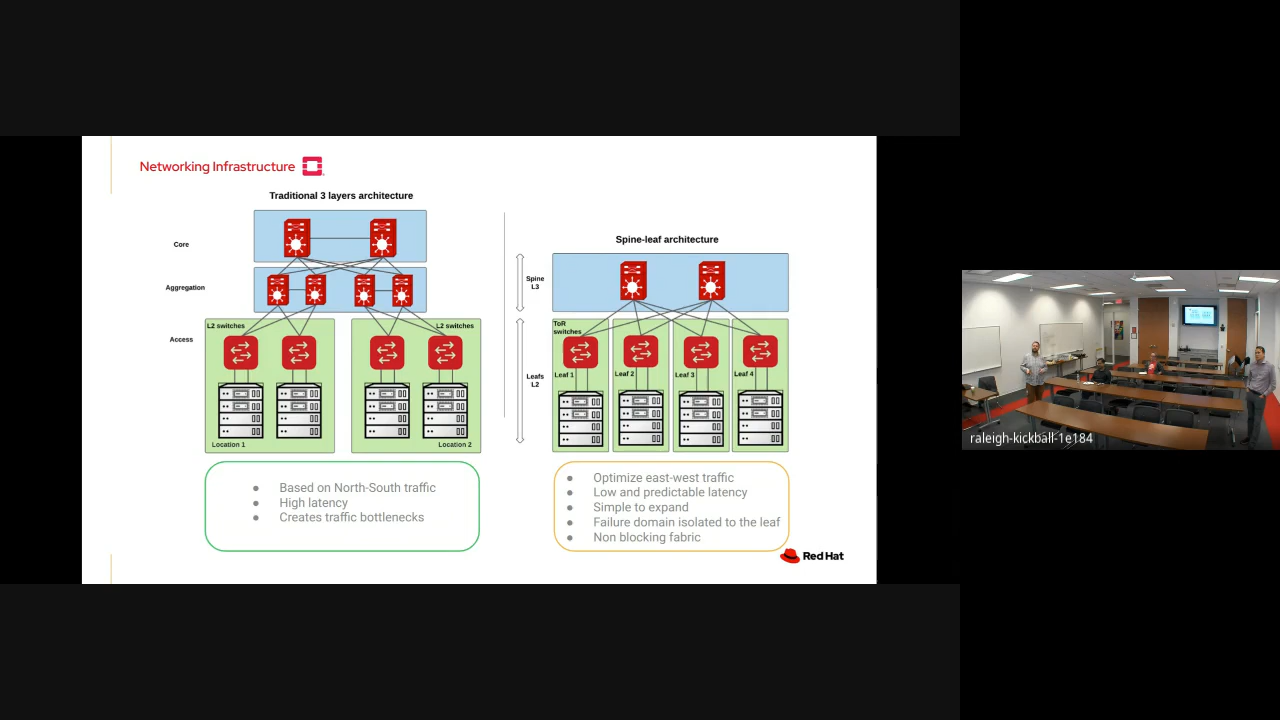 Networking Infrastructure
Traditional 3 layers architecture
Core
Aggregation
Access
L2 switches
L2 switches
Location 1
Location 2
Based on North-South traffic
High latency
Creates traffic bottlenecks
Spine-leaf architecture
Spine
L3
Leafs
L2
ToR
switches
Leaf 1
Leaf 2
Leaf 3
Leaf 4
Optimize east-west traffic
Low and predictable latency
Simple to expand
Failure domain isolated to the leaf
Non blocking fabric
Red Hat
raleigh-kickball-1e184